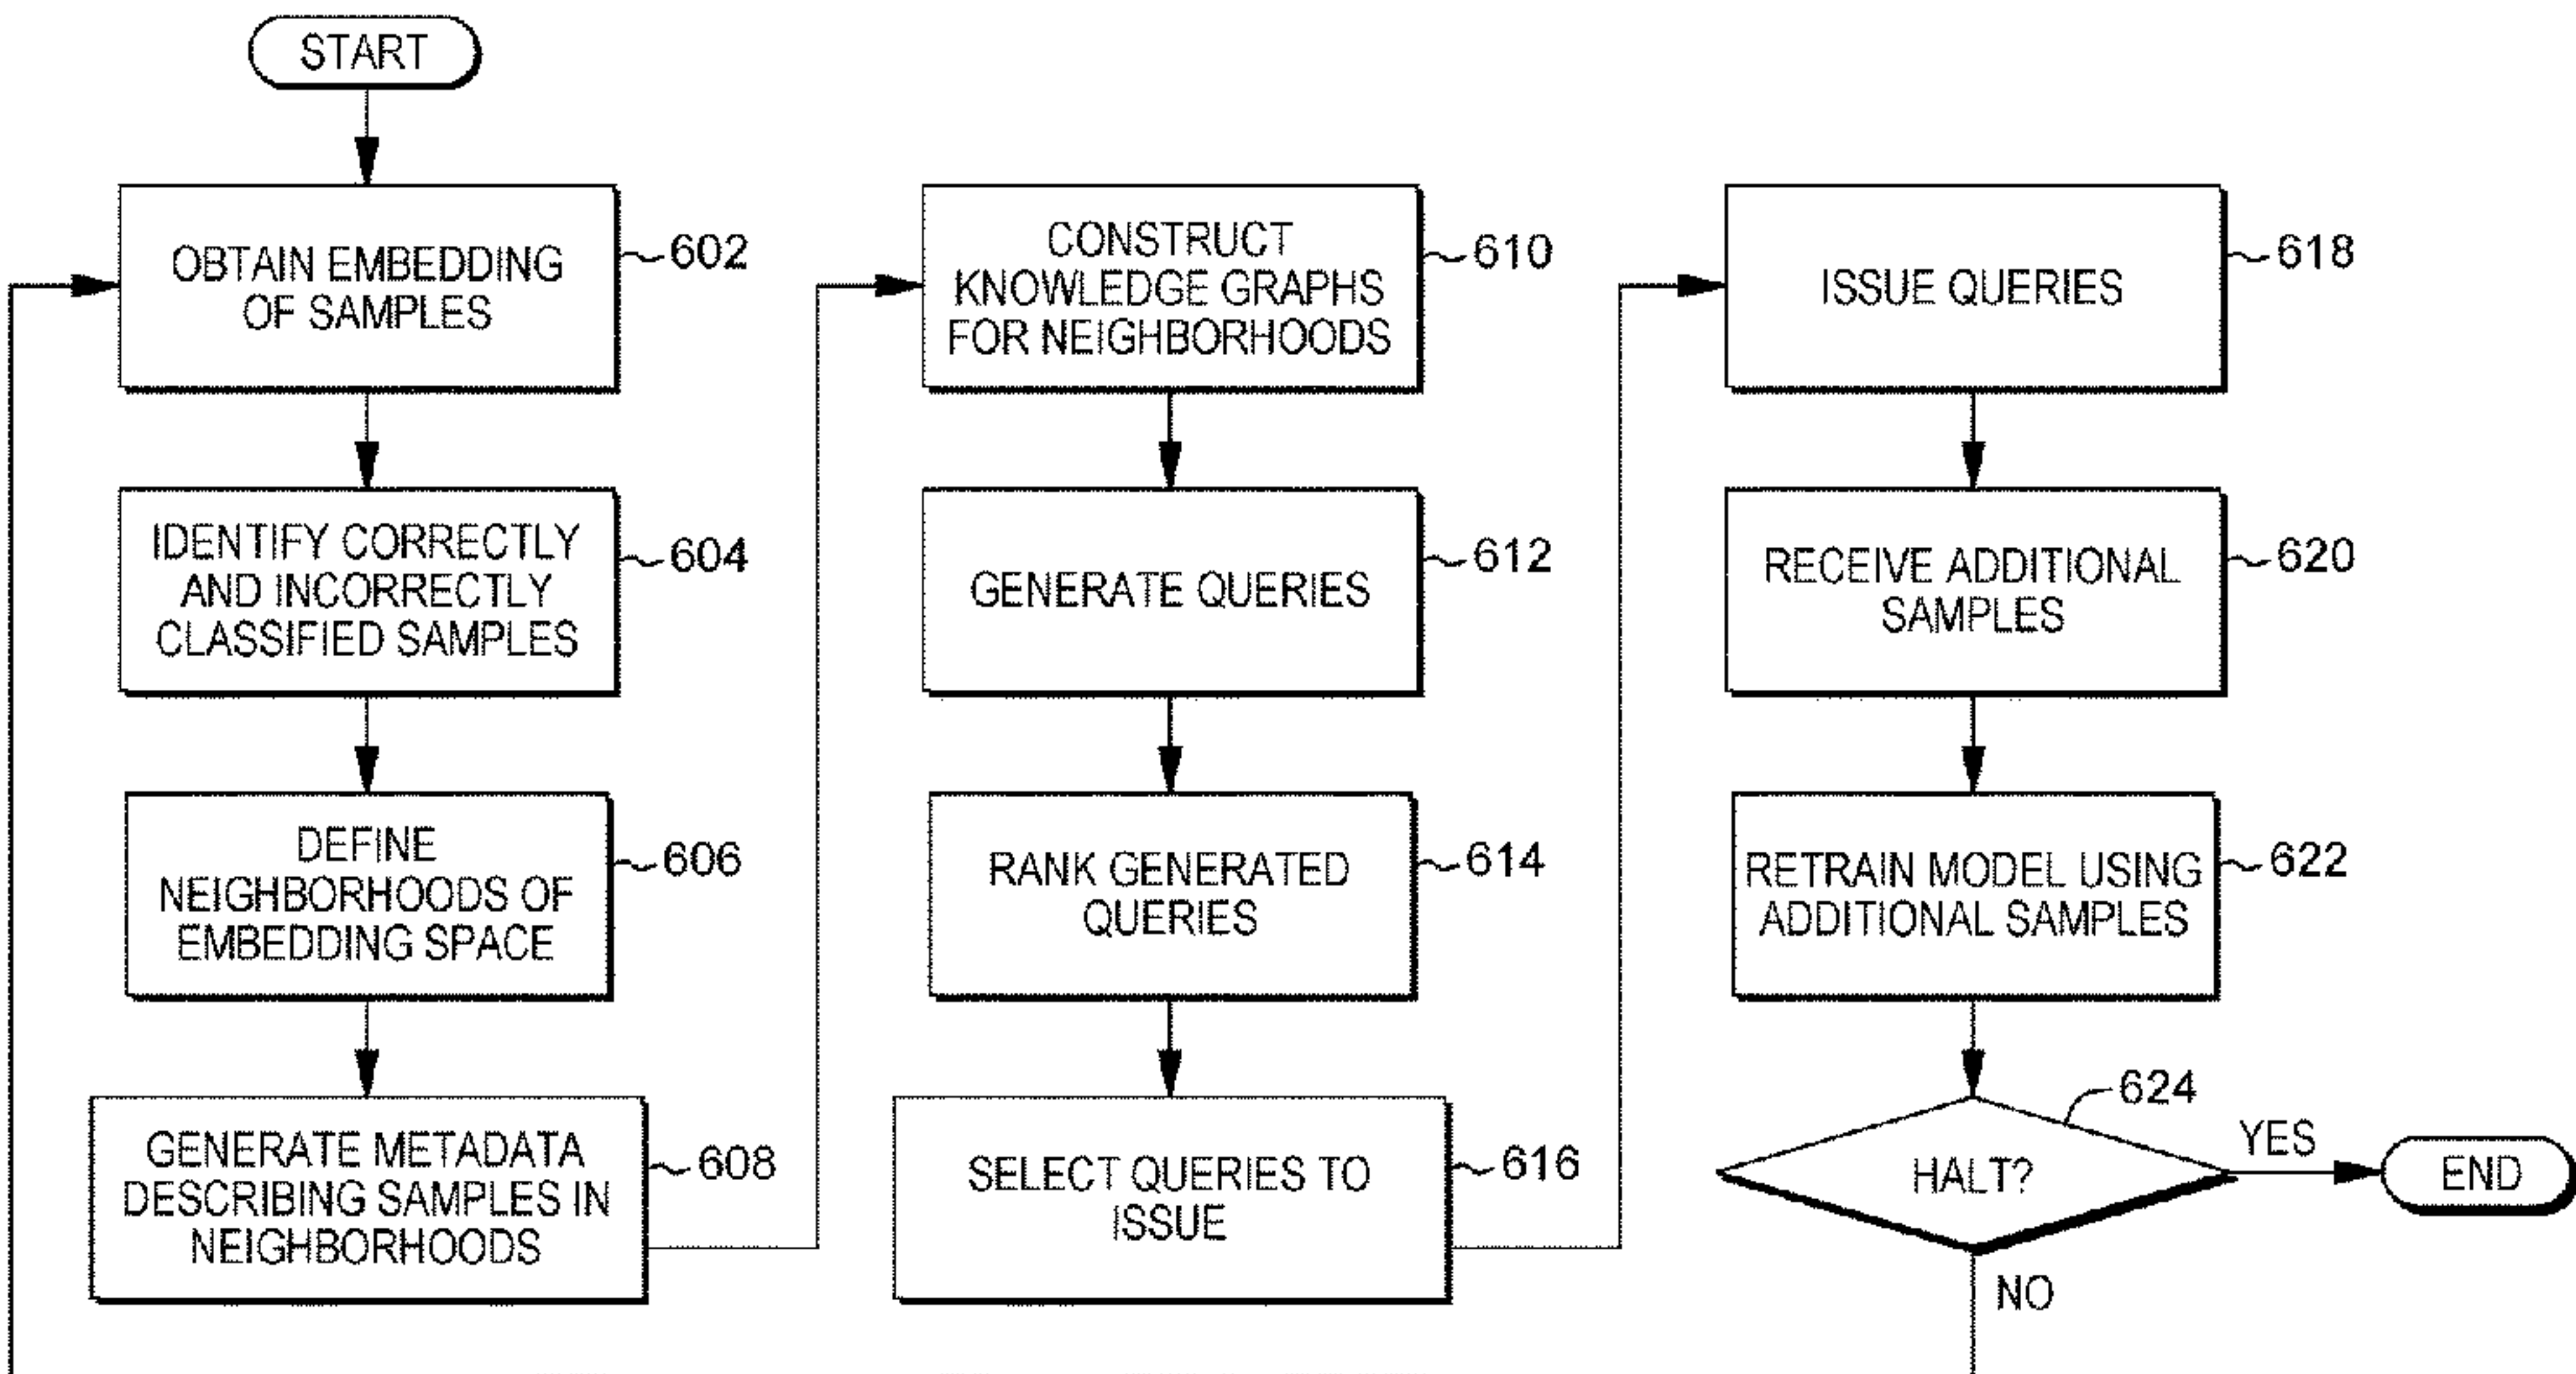 START
OBTAIN EMBEDDING
OF SAMPLES
602
IDENTIFY CORRECTLY
AND INCORRECTLY
CLASSIFIED SAMPLES
604
DEFINE
NEIGHBORHOODS OF
EMBEDDING SPACE
606
GENERATE METADATA
DESCRIBING SAMPLES IN
NEIGHBORHOODS
608
CONSTRUCT
KNOWLEDGE GRAPHS
FOR NEIGHBORHOODS
610
GENERATE QUERIES
612
RANK GENERATED
QUERIES
614
SELECT QUERIES TO
ISSUE
616
ISSUE QUERIES
618
RECEIVE ADDITIONAL
SAMPLES
620
RETRAIN MODEL USING
ADDITIONAL SAMPLES
622
HALT?
624
YES
END
NO